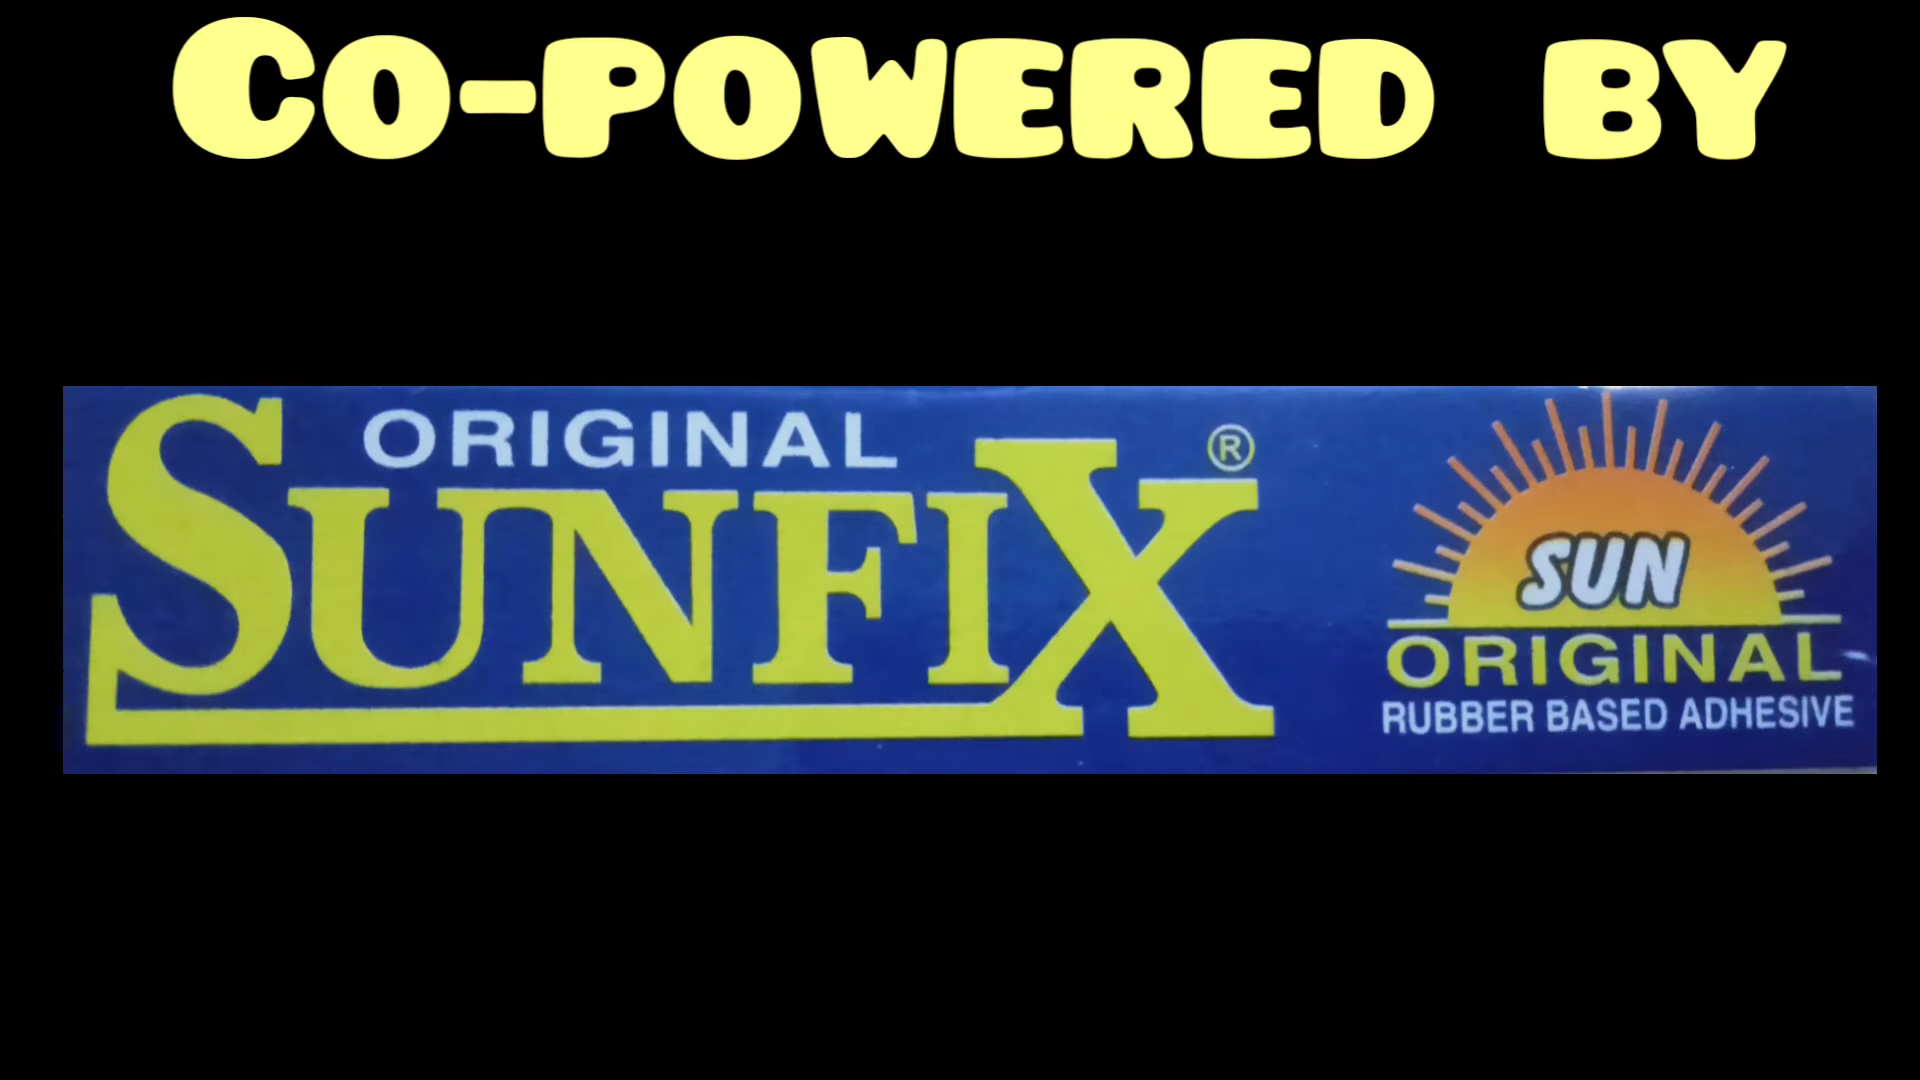 Co-powered by
ORIGINAL
SUNFIX®
SUN
ORIGINAL
RUBBER BASED ADHESIVE